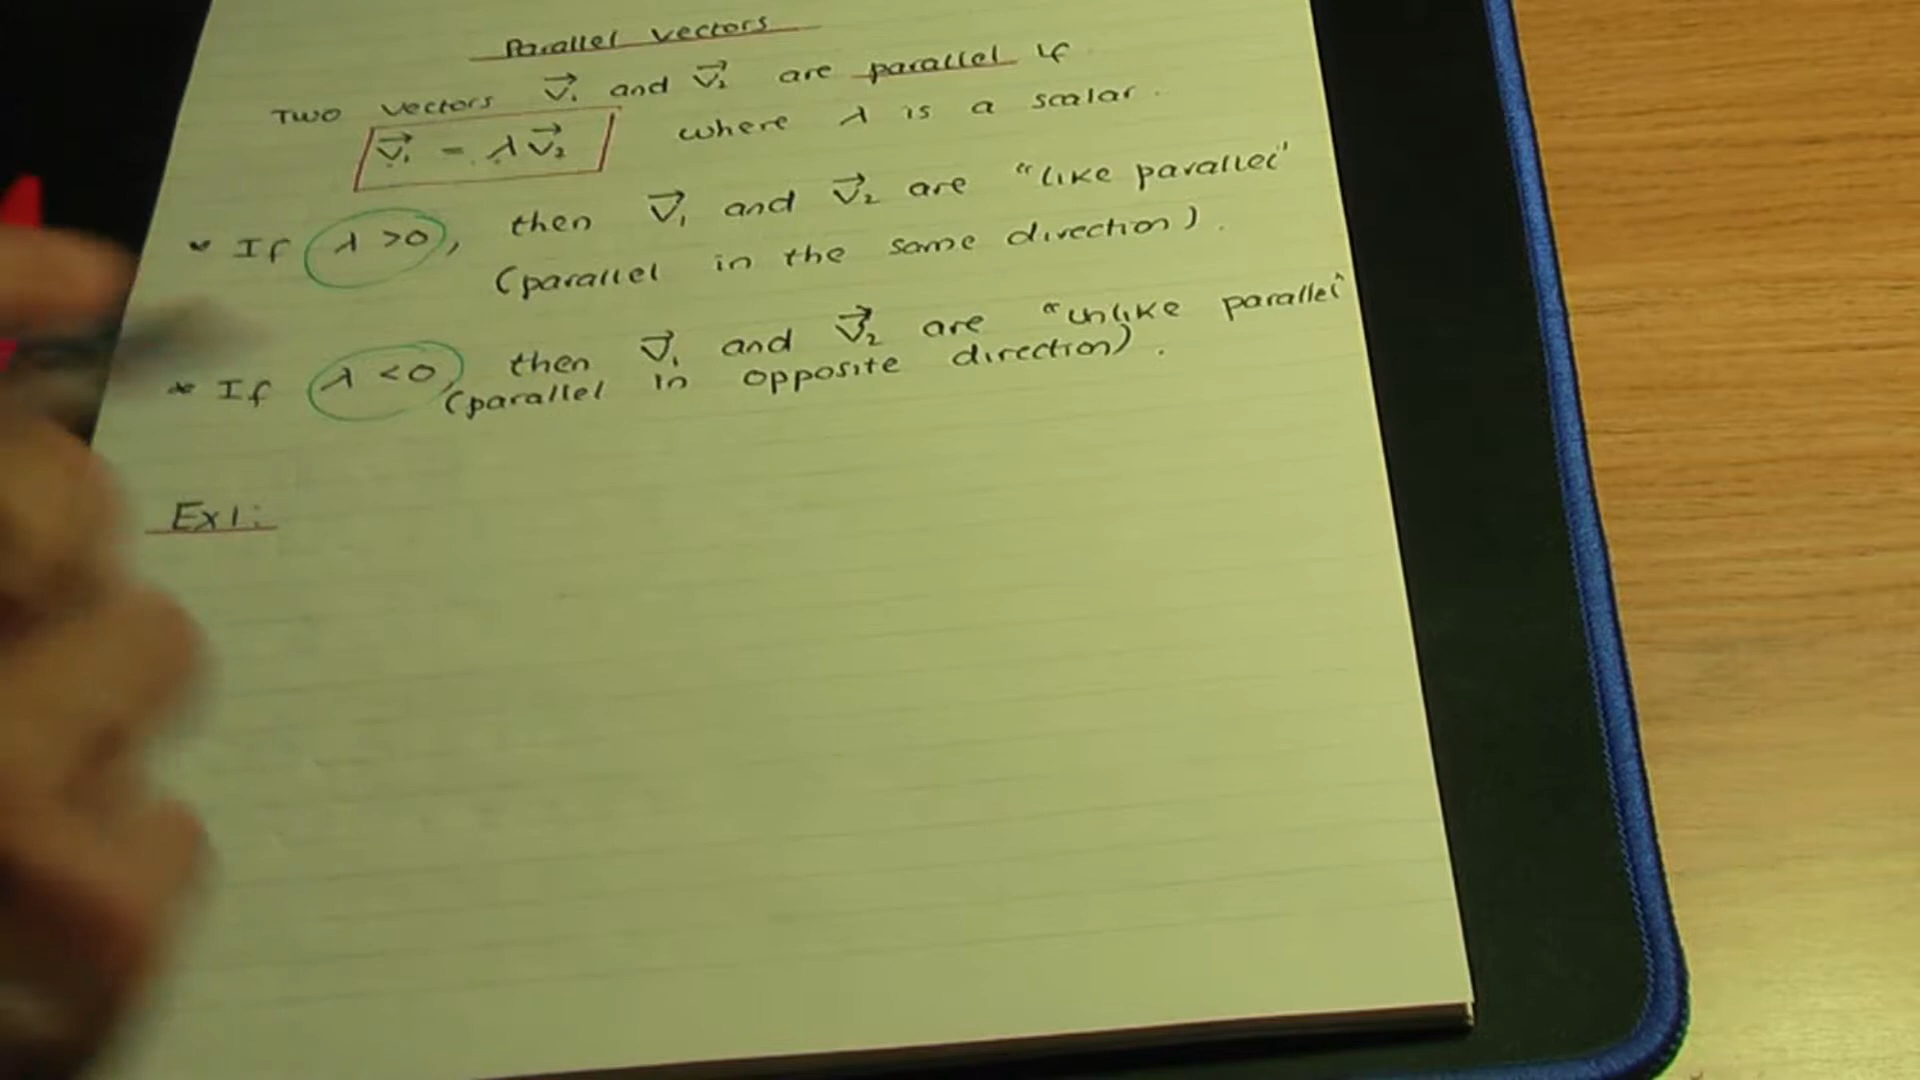 Parallel Vectors
Two vectors V⃗₁ and V⃗₂ are parallel if
V⃗₁ = λV⃗₂ where λ is a scalar.
* If λ >0, then V⃗₁ and V⃗₂ are "like parallel"
(parallel in the same direction).
* If λ <0, then V⃗₁ and V⃗₂ are "unlike parallel"
(parallel in opposite direction).
Ex1: